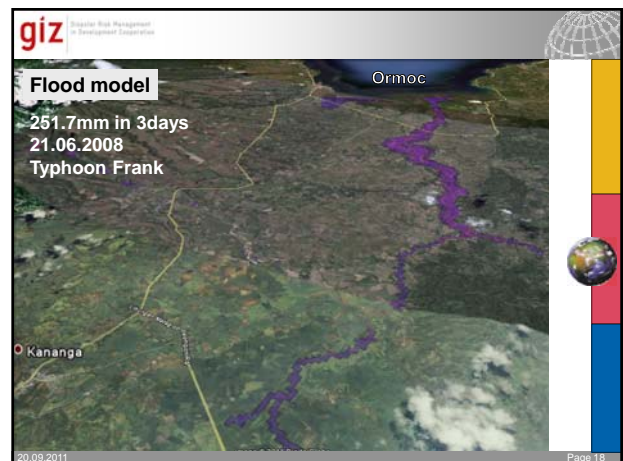 giz
Disaster Risk Management
in Development Cooperation
Ormoc
Flood model
251.7mm in 3days
21.06.2008
Typhoon Frank
Kananga
20.09.2011
Page 18